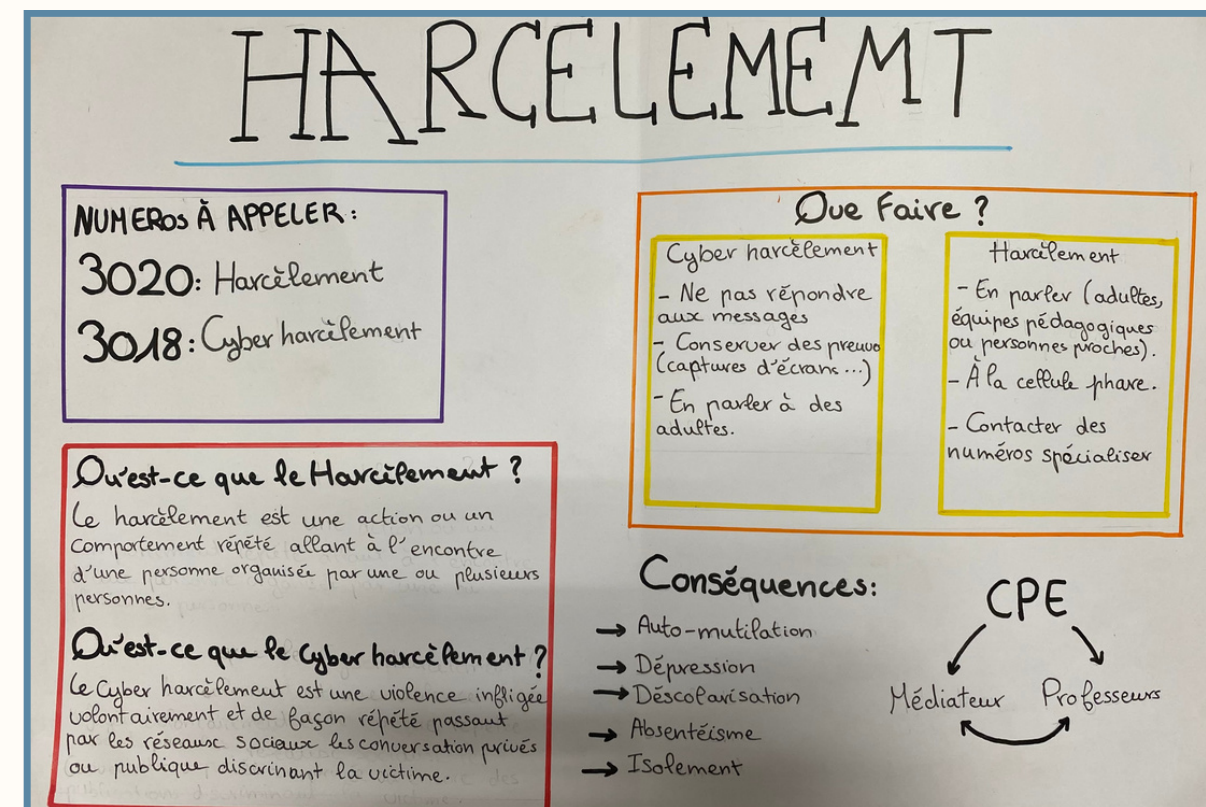 HARCELEMEMT
NUMEROS À APPELER:
3020: Harcèlement
3018: Cyber harcèlement
Qu'est-ce que le Harcèlement ?
Le harcèlement est une action ou un
comportement répété allant à l'encontre
d'une personne organisée par une ou plusieurs
personnes.
Qu'est-ce que le Cyber harcèlement ?
Le Cyber harcèlement est une violence infligée
volontairement et de façon répété passant
par les réseaux sociaux les conversation privés
ou publique discrinant la victime.
Que Faire ?
Cyber harcèlement
- Ne pas répondre
aux messages
- Conserver des preuve
(captures d'écrans...)
- En parler à des
adultes.
Harcèlement
- En parler (adultes,
équipes pédagogiques
ou personnes proches).
- À la cellule phare.
- Contacter des
numéros spécialiser
Conséquences:
→ Auto-mutilation
→ Dépression
→ Déscolarisation
→ Absentéisme
→ Isolement
CPE
Médiateur Professeurs